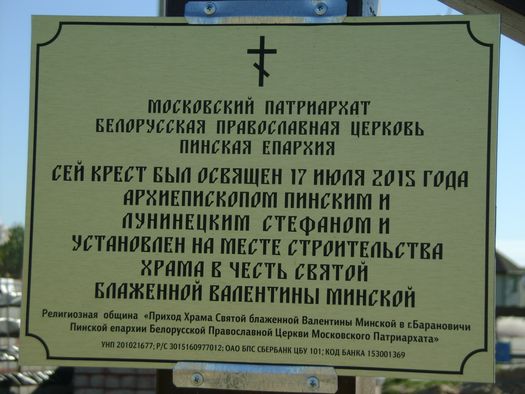 МОСКОВСКИЙ ПАТРИАРХАТ
БЕЛОРУССКАЯ ПРАВОСЛАВНАЯ ЦЕРКОВЬ
ПИНСКАЯ ЕПАРХИЯ
СЕЙ КРЕСТ БЫЛ ОСВЯЩЕН 17 ИЮЛЯ 2015 ГОДА
АРХИЕПИСКОПОМ ПИНСКИМ И
ЛУНИНЕЦКИМ СТЕФАНОМ И
УСТАНОВЛЕН НА МЕСТЕ СТРОИТЕЛЬСТВА
ХРАМА В ЧЕСТЬ СВЯТОЙ
БЛАЖЕННОЙ ВАЛЕНТИНЫ МИНСКОЙ
Религиозная община «Приход Храма Святой блаженной Валентины Минской в г.Барановичи
Пинской епархии Белорусской Православной Церкви Московского Патриархата»
УНП 201021677; Р/С 3015160977012; ОАО БПС СБЕРБАНК ЦБУ 101; КОД БАНКА 153001369